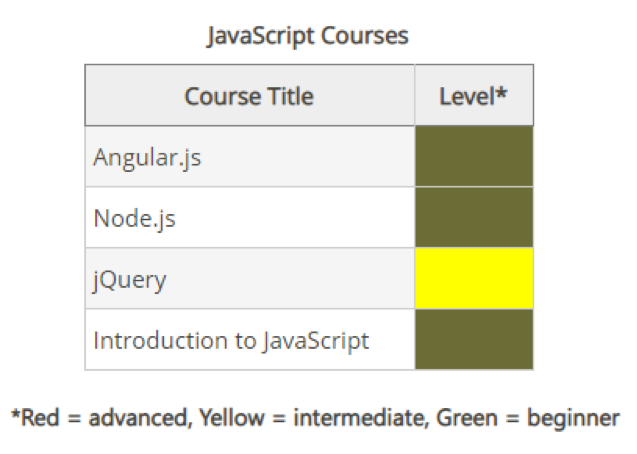 JavaScript Courses
Course Title Level*
Angular.js
Node.js
jQuery
Introduction to JavaScript
*Red = advanced, Yellow = intermediate, Green = beginner